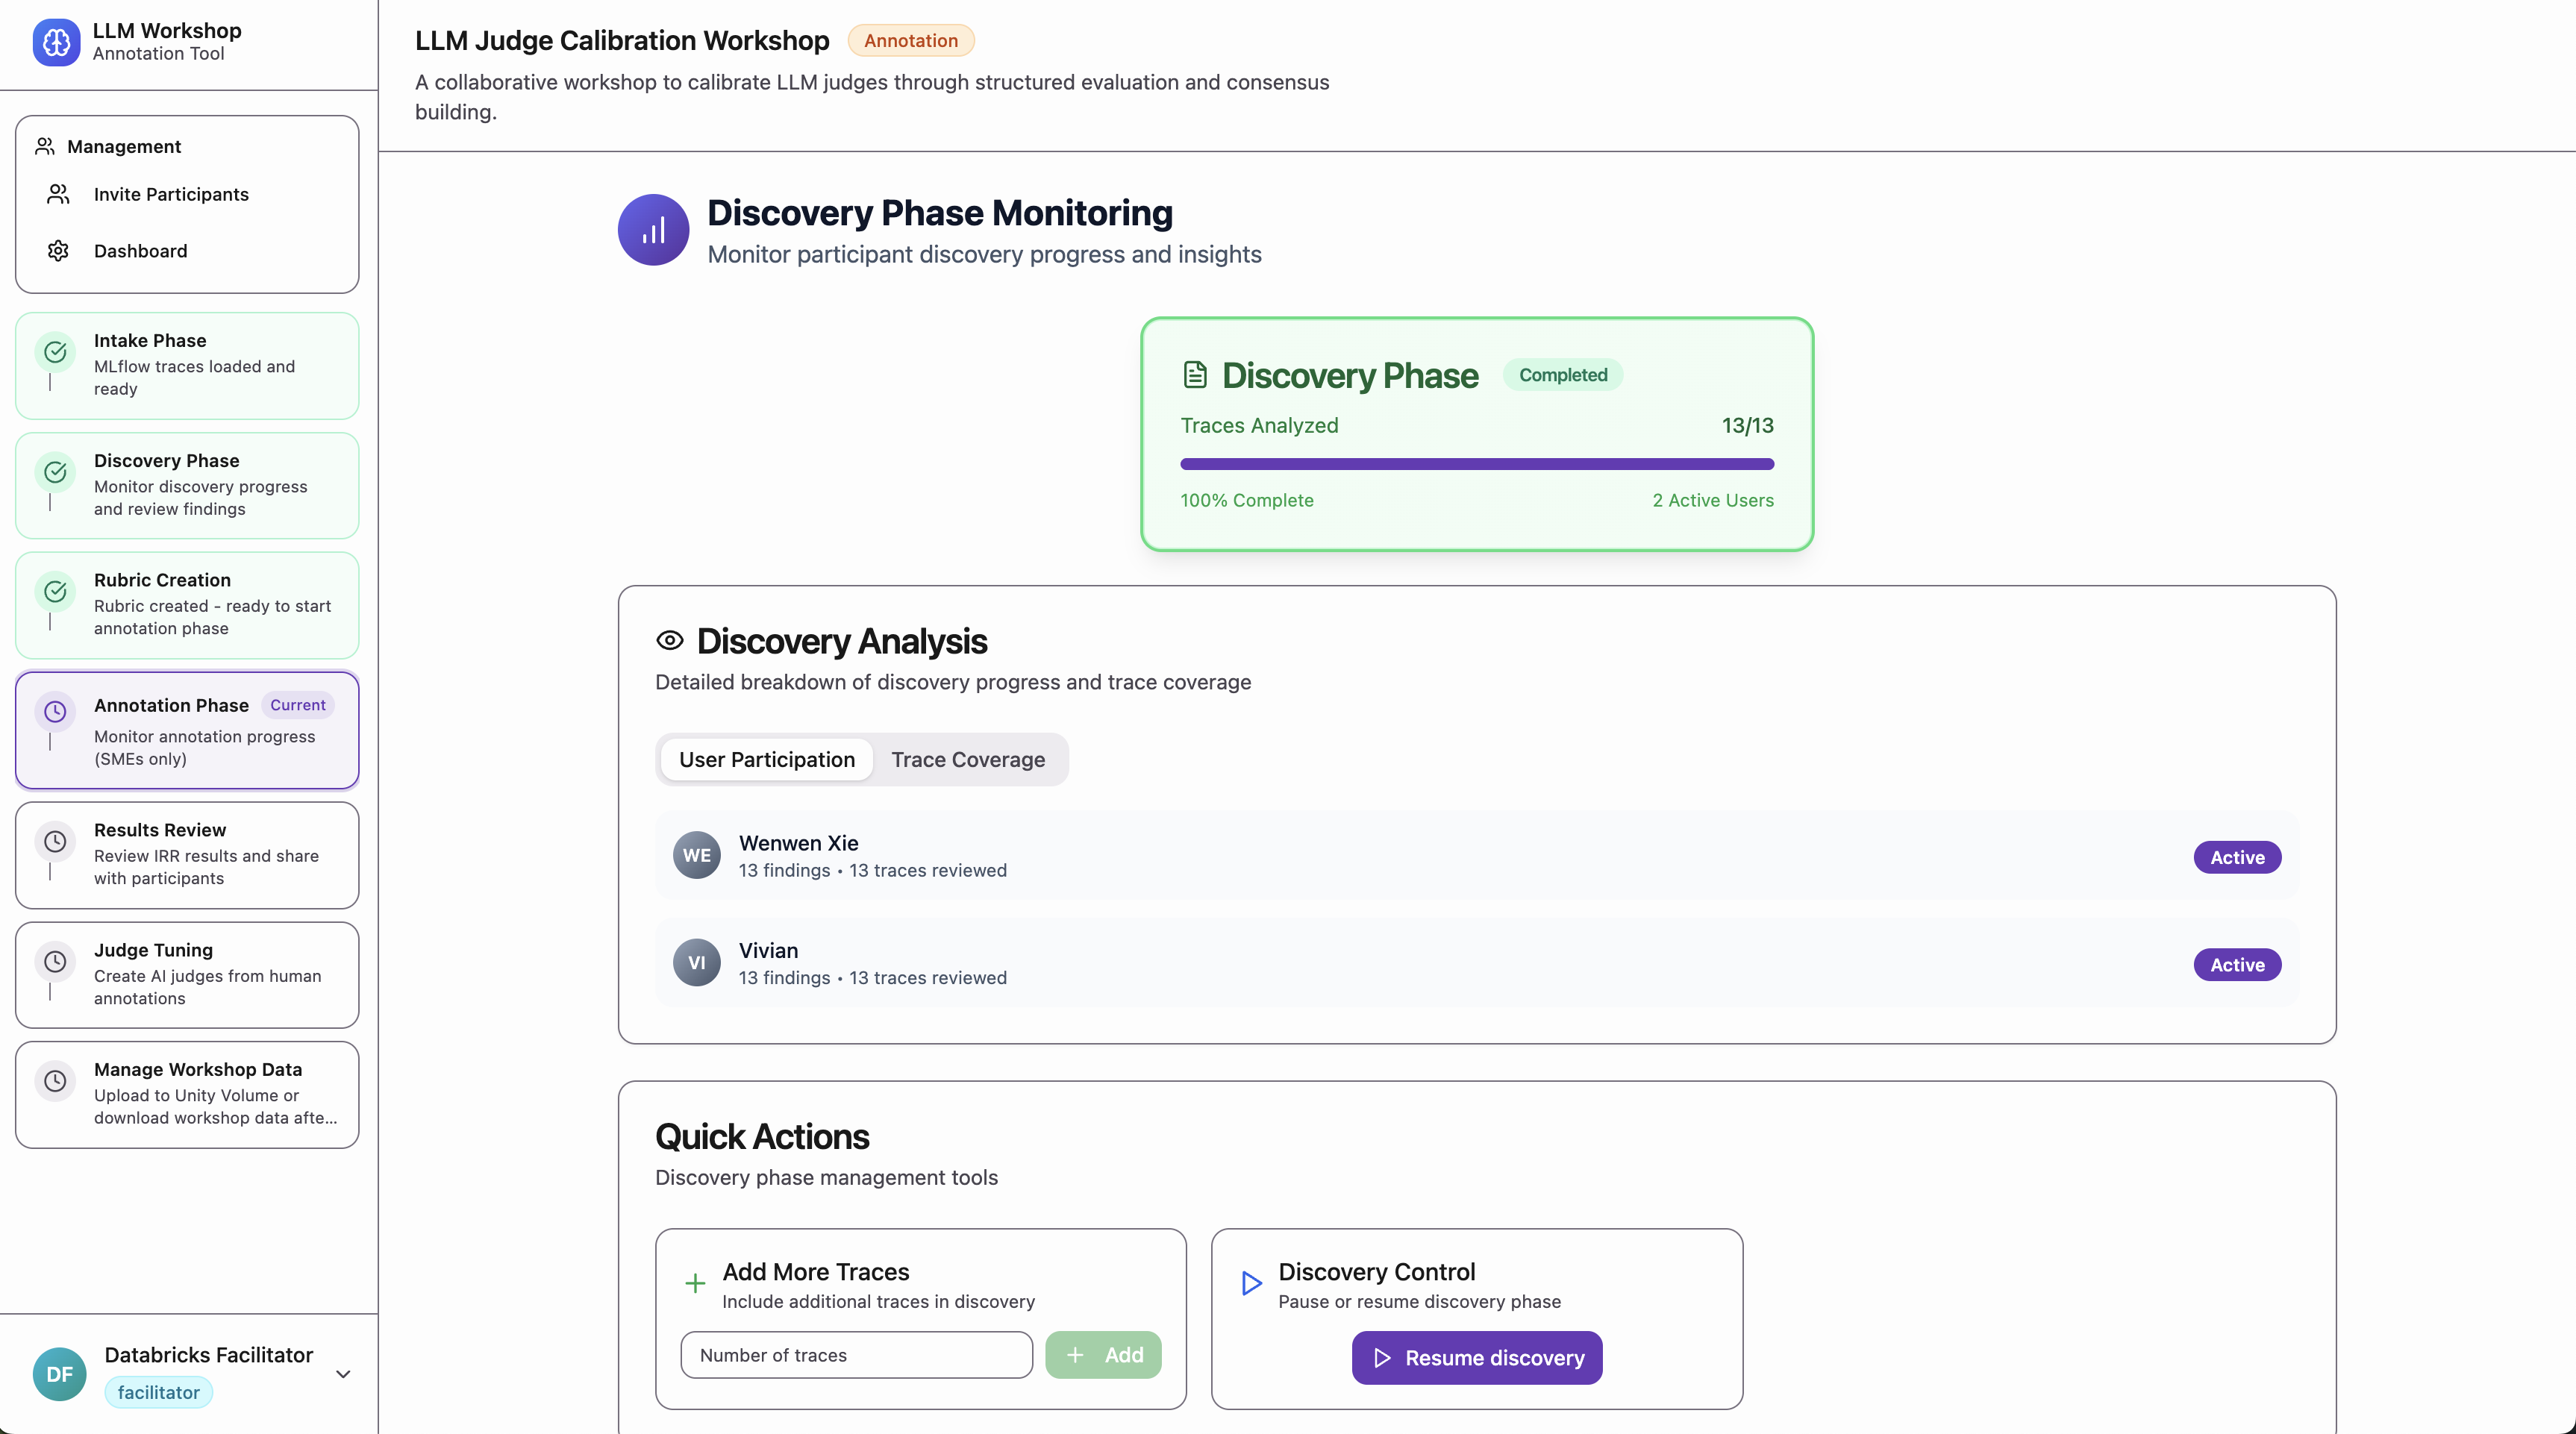 LLM Workshop
Annotation Tool
Management
Invite Participants
Dashboard
Intake Phase
MLflow traces loaded and
ready
Discovery Phase
Monitor discovery progress
and review findings
Rubric Creation
Rubric created - ready to start
annotation phase
Annotation Phase Current
Monitor annotation progress
(SMEs only)
Results Review
Review IRR results and share
with participants
Judge Tuning
Create AI judges from human
annotations
Manage Workshop Data
Upload to Unity Volume or
download workshop data afte...
DF
Databricks Facilitator
facilitator
LLM Judge Calibration Workshop Annotation
A collaborative workshop to calibrate LLM judges through structured evaluation and consensus
building.
Discovery Phase Monitoring
Monitor participant discovery progress and insights
Discovery Phase Completed
Traces Analyzed 13/13
100% Complete 2 Active Users
Discovery Analysis
Detailed breakdown of discovery progress and trace coverage
User Participation Trace Coverage
WE
Wenwen Xie
13 findings • 13 traces reviewed
Active
VI
Vivian
13 findings • 13 traces reviewed
Active
Quick Actions
Discovery phase management tools
Add More Traces
Include additional traces in discovery
Number of traces
+ Add
Discovery Control
Pause or resume discovery phase
Resume discovery